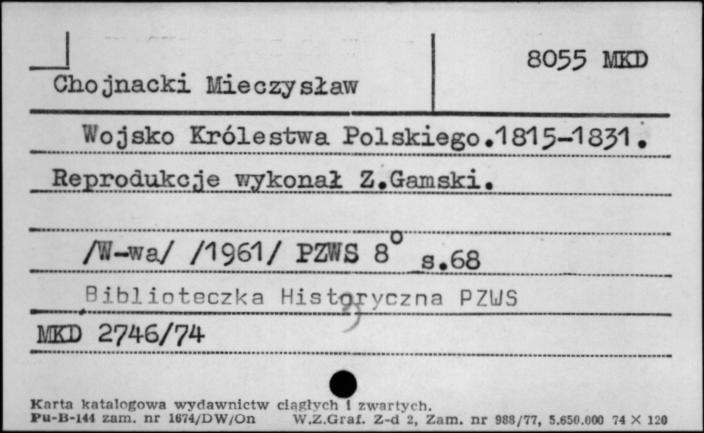 8055 MKD
Chojnacki Mieczysław
Wojsko Królestwa Polskiego.1815-1831.
Reprodukcje wykonał Z.Gamski.
/W-wa/ /1961/ PZWS 8° s.68
Biblioteczka Historyczna PZWS
MKD 2746/74
Karta katalogowa wydawnictw ciągłych i zwartych.
Pu-B-144 zam. nr 1674/DW/On W.Z.Graf. Z-d 2, Zam. nr 988/77, 5.650.000 74 X 120